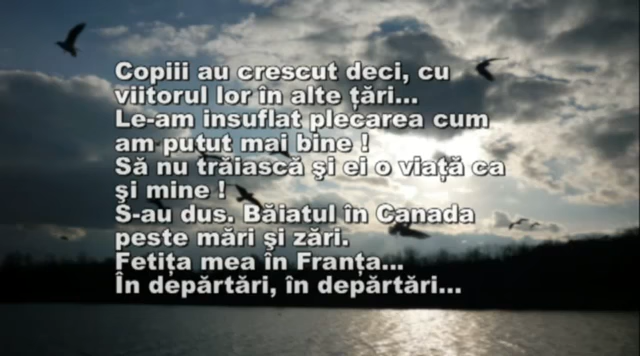 Copiii au crescut deci, cu
viitorul lor în alte ţări...
Le-am insuflat plecarea cum
am putut mai bine !
Să nu trăiască şi ei o viaţă ca
şi mine !
S-au dus. Băiatul în Canada
peste mări şi zări.
Fetiţa mea în Franţa...
În depărtări, în depărtări...